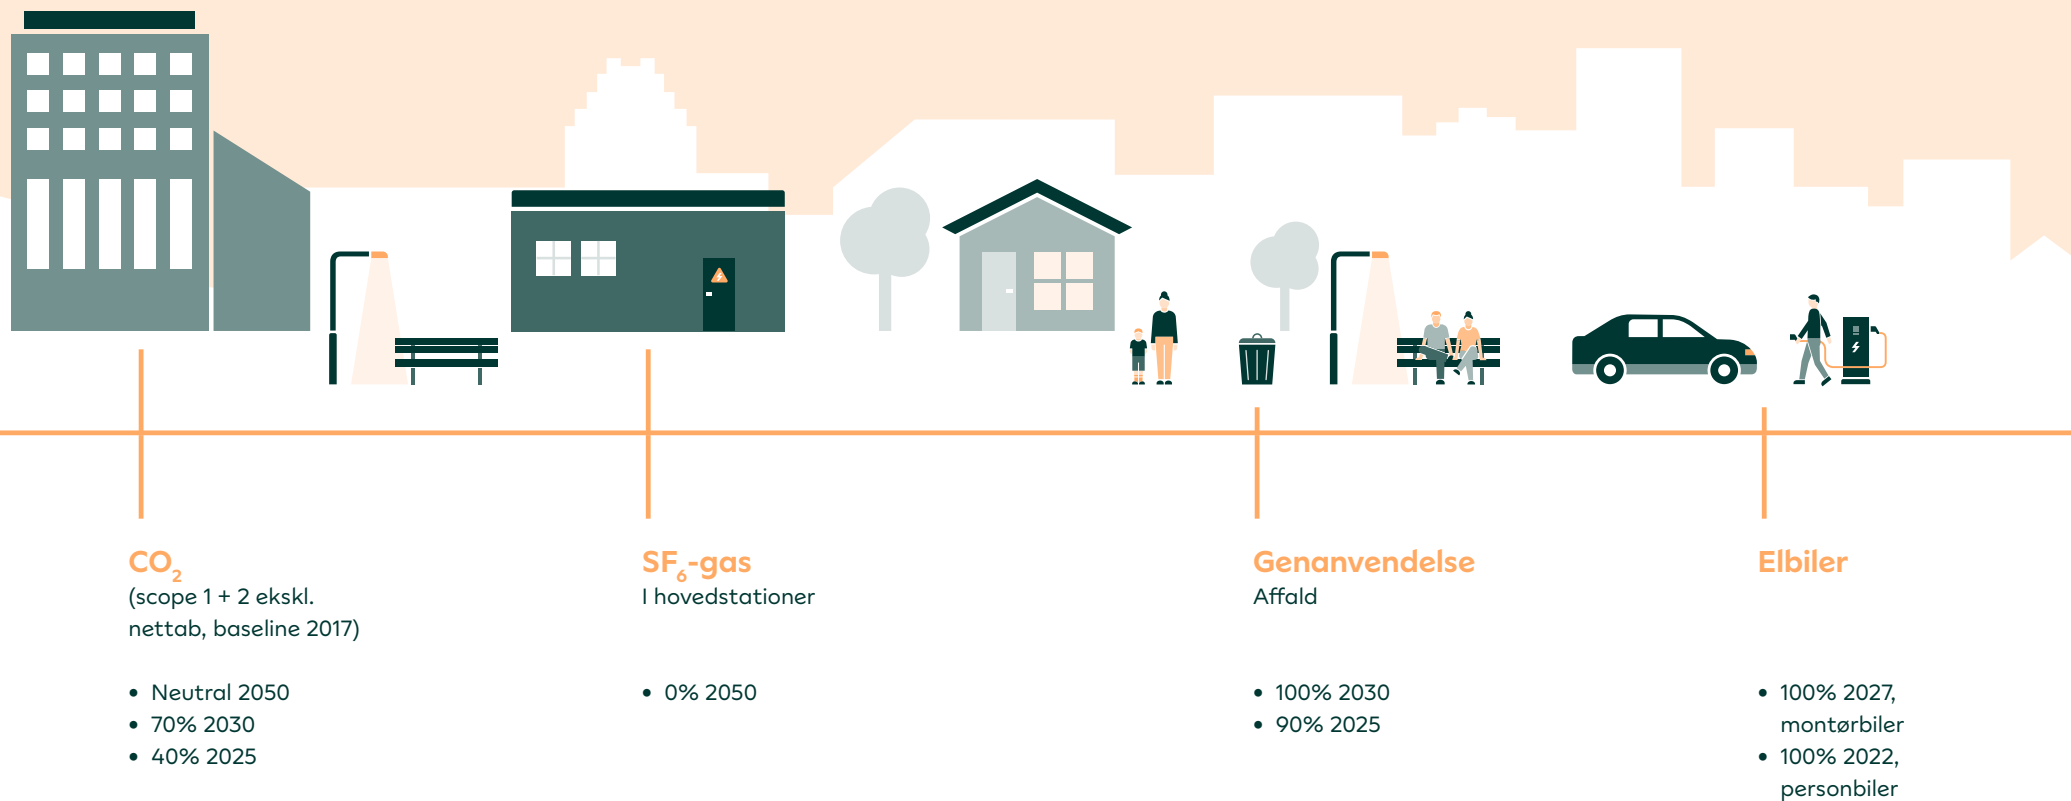 CO₂
(scope 1 + 2 ekskl.
nettab, baseline 2017)
• Neutral 2050
• 70% 2030
• 40% 2025
SF₆-gas
I hovedstationer
• 0% 2050
Genanvendelse
Affald
• 100% 2030
• 90% 2025
Elbiler
• 100% 2027,
montørbiler
• 100% 2022,
personbiler